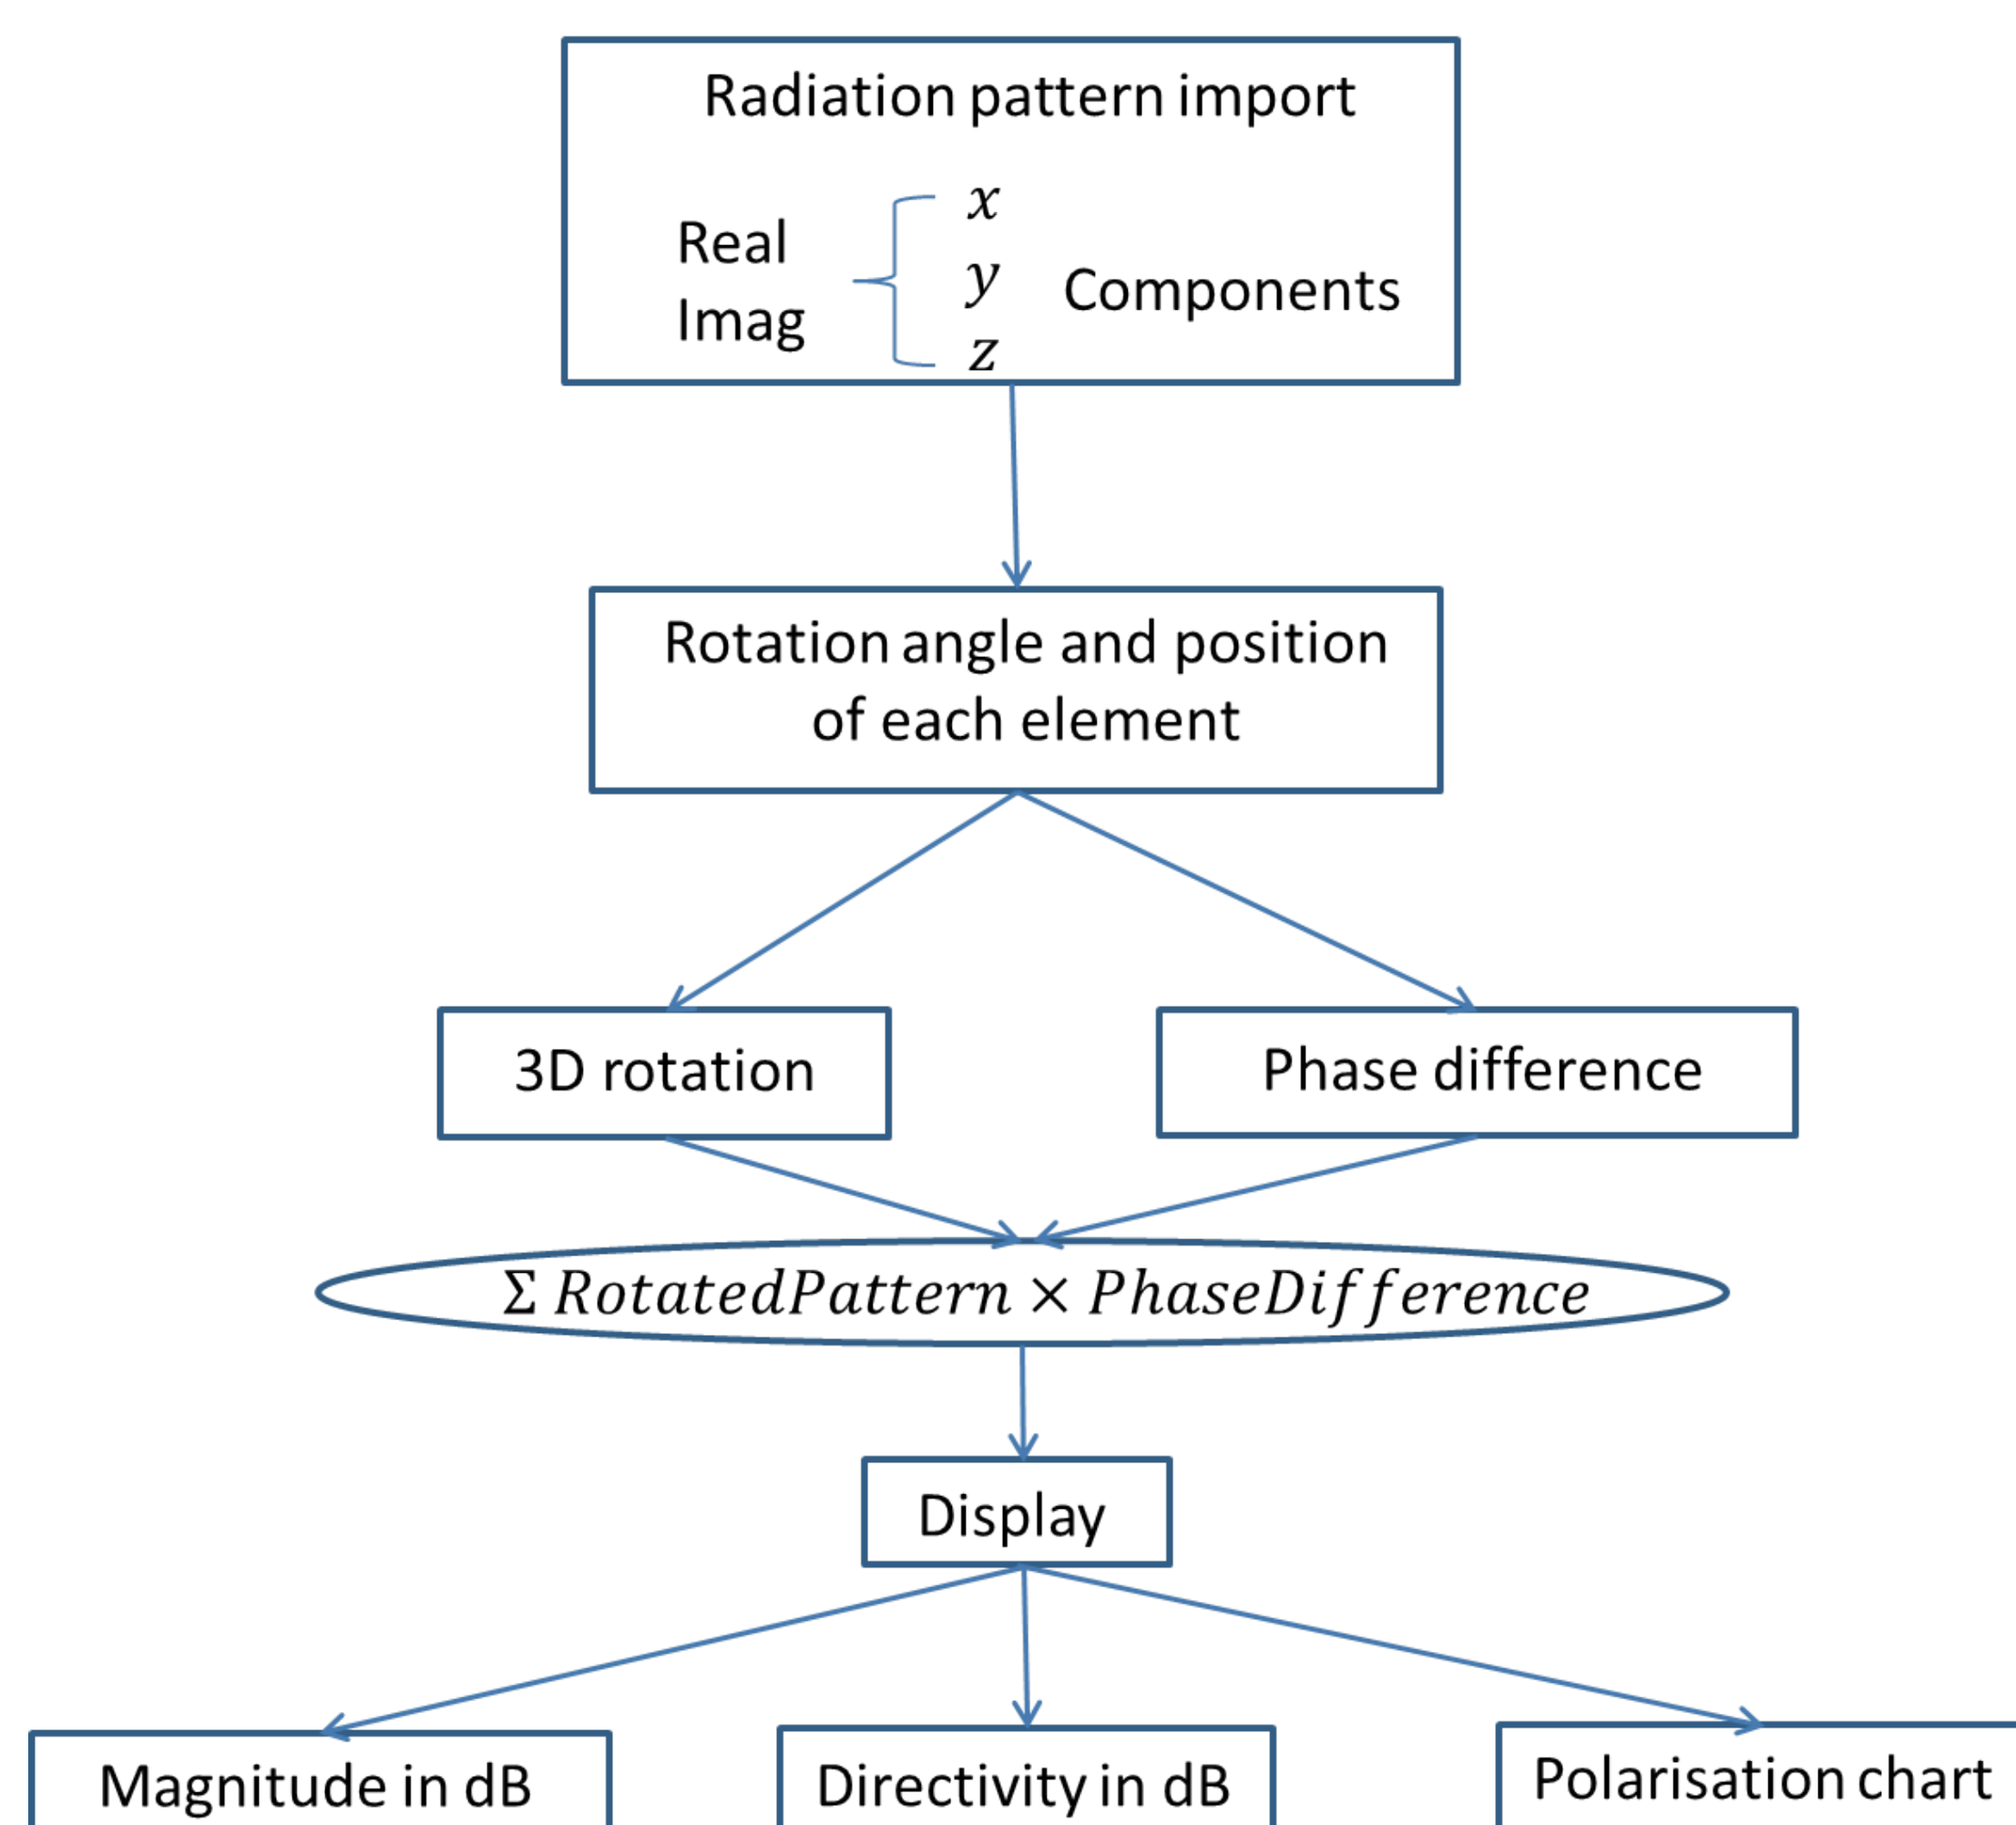 Radiation pattern import
Real
Imag
x
y
z
Components
Rotation angle and position
of each element
3D rotation
Phase difference
Σ RotatedPattern × PhaseDifference
Display
Magnitude in dB
Directivity in dB
Polarisation chart